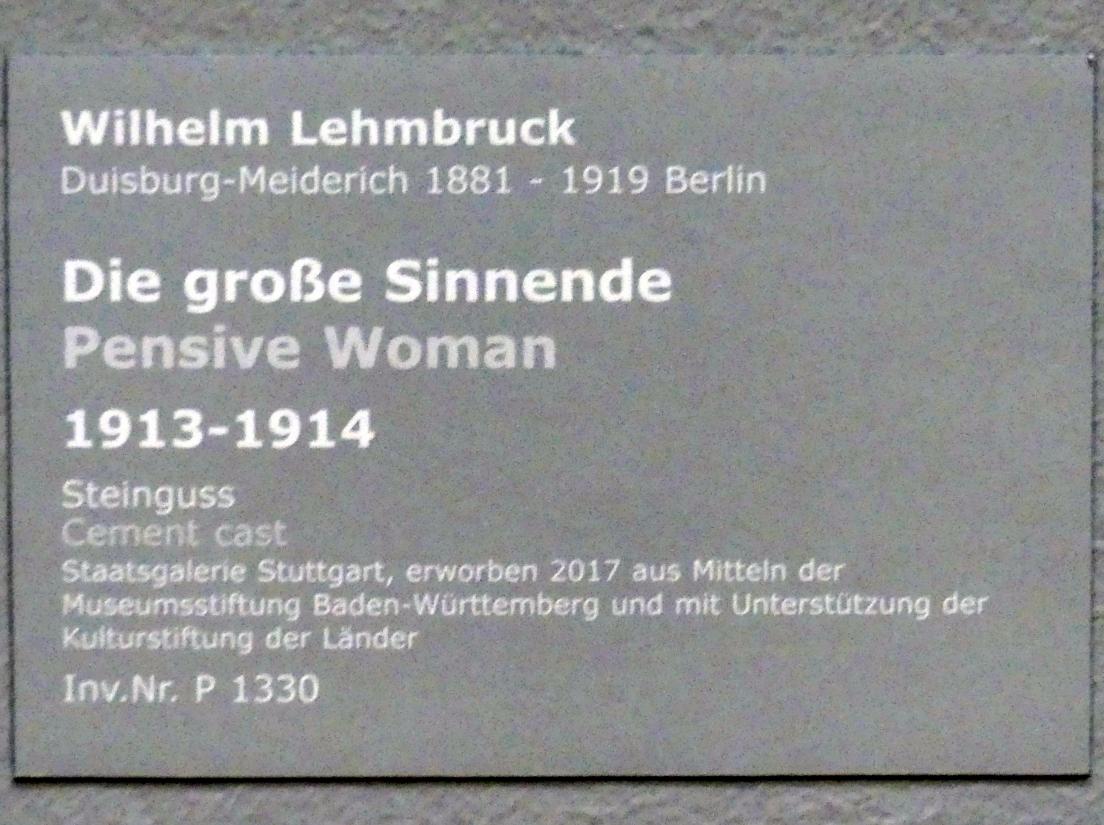 Wilhelm Lehmbruck
Duisburg-Meiderich 1881 - 1919 Berlin
Die große Sinnende
Pensive Woman
1913-1914
Steinguss
Cement cast
Staatsgalerie Stuttgart, erworben 2017 aus Mitteln der
Museumsstiftung Baden-Württemberg und mit Unterstützung der
Kulturstiftung der Länder
Inv.Nr. P 1330